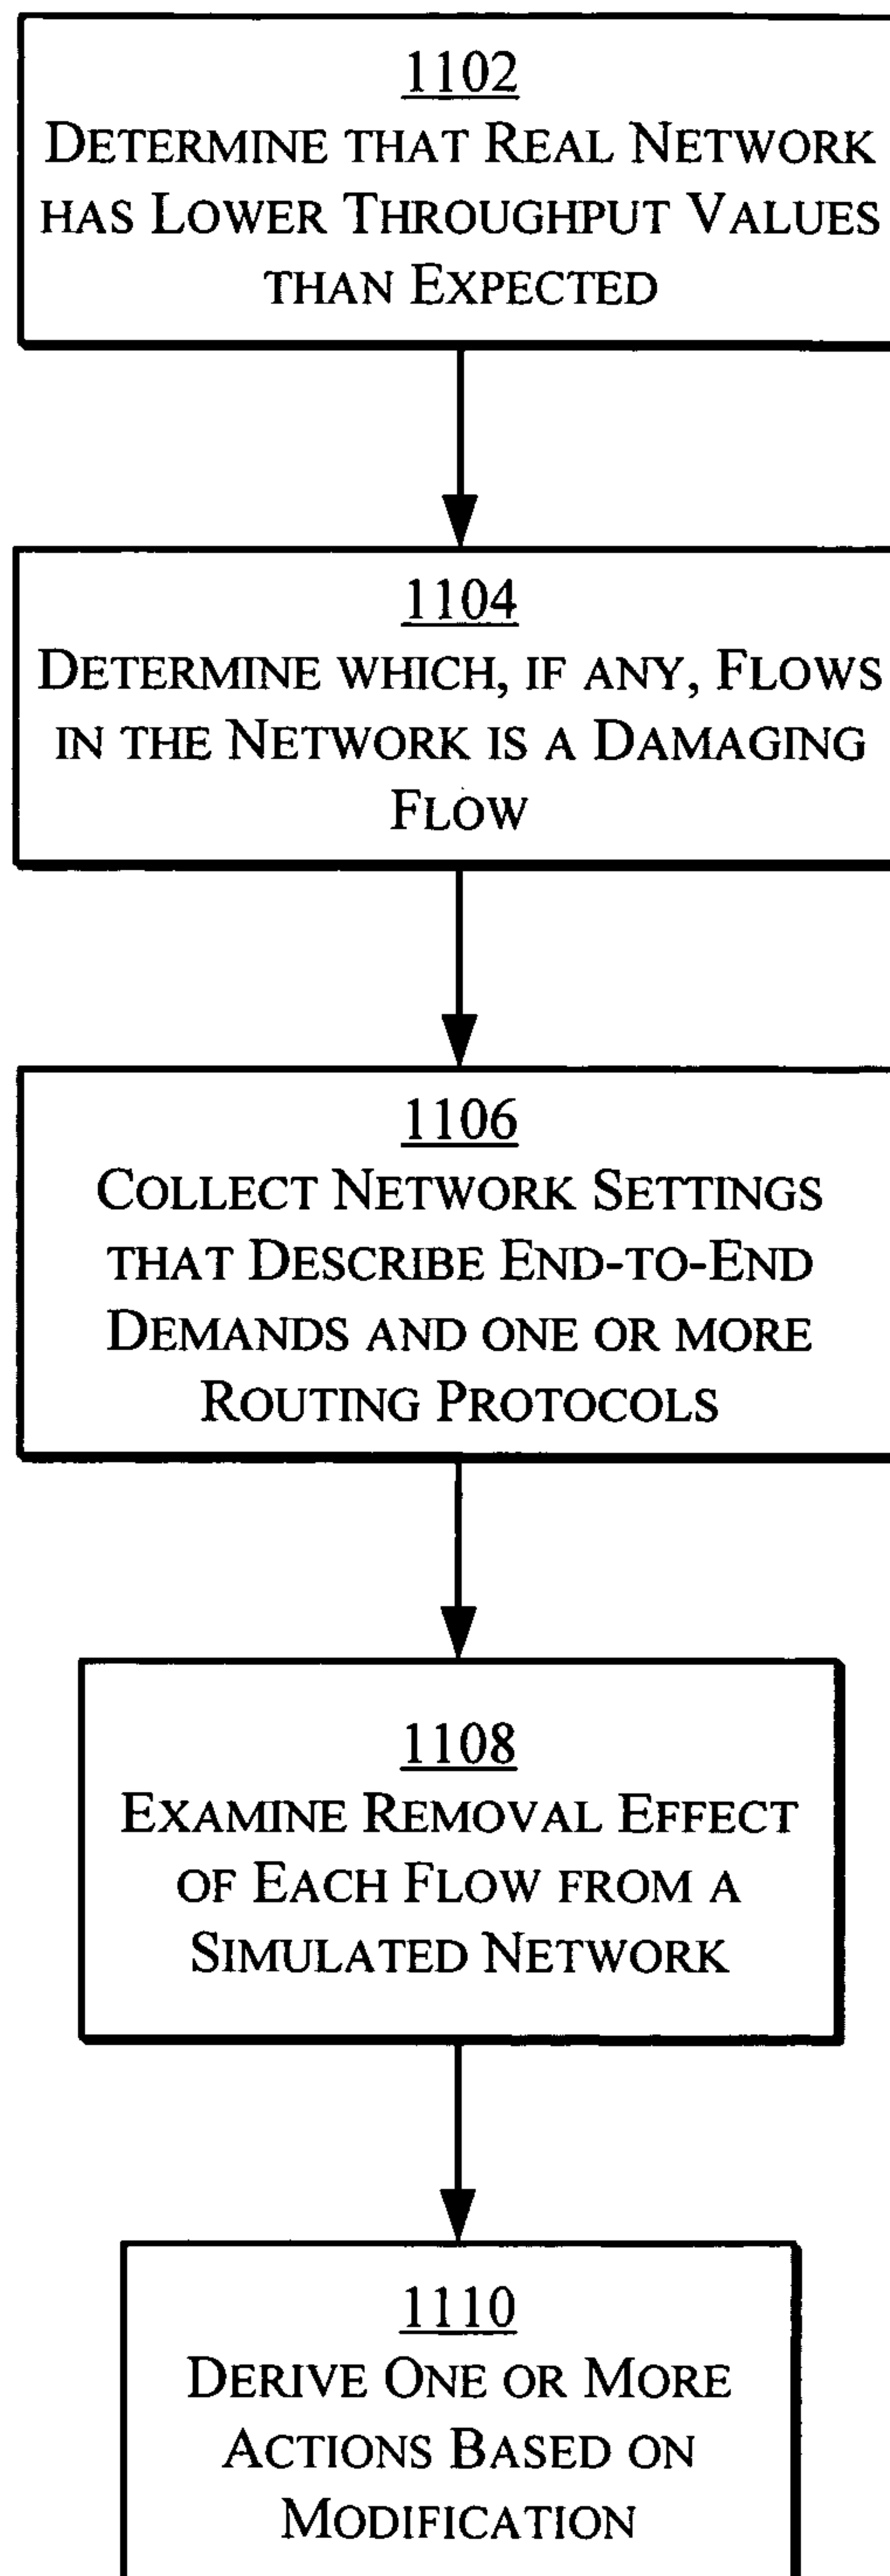 1102
DETERMINE THAT REAL NETWORK
HAS LOWER THROUGHPUT VALUES
THAN EXPECTED
1104
DETERMINE WHICH, IF ANY, FLOWS
IN THE NETWORK IS A DAMAGING
FLOW
1106
COLLECT NETWORK SETTINGS
THAT DESCRIBE END-TO-END
DEMANDS AND ONE OR MORE
ROUTING PROTOCOLS
1108
EXAMINE REMOVAL EFFECT
OF EACH FLOW FROM A
SIMULATED NETWORK
1110
DERIVE ONE OR MORE
ACTIONS BASED ON
MODIFICATION